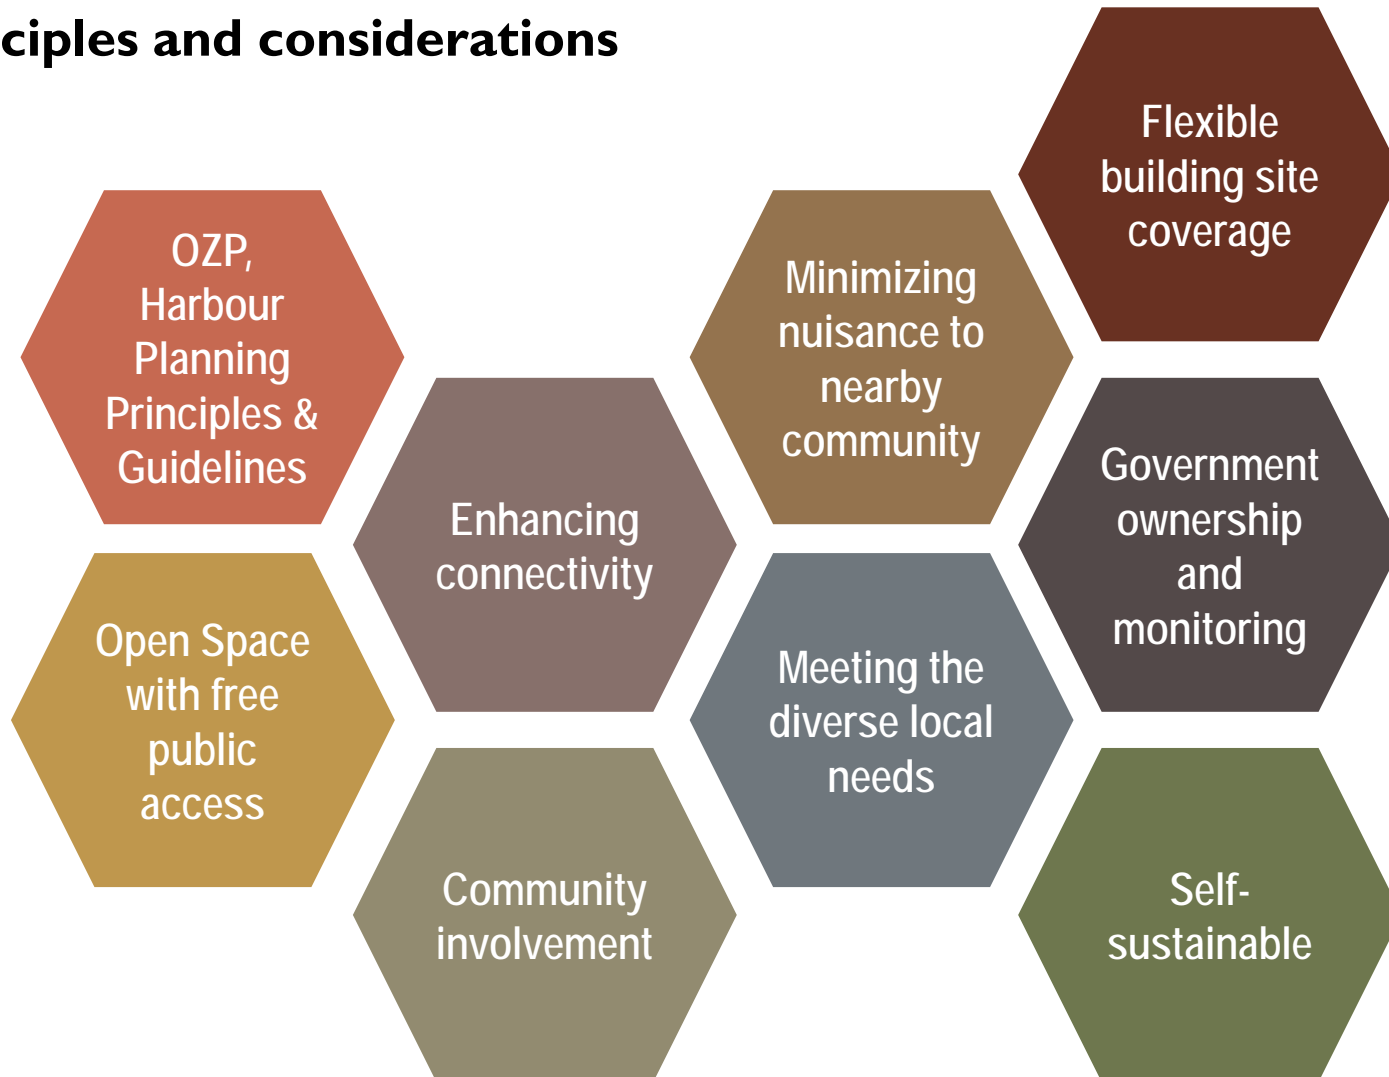 ciples and considerations
OZP,
Harbour
Planning
Principles &
Guidelines
Open Space
with free
public
access
Enhancing
connectivity
Community
involvement
Minimizing
nuisance to
nearby
community
Meeting the
diverse local
needs
Flexible
building site
coverage
Government
ownership
and
monitoring
Self-
sustainable